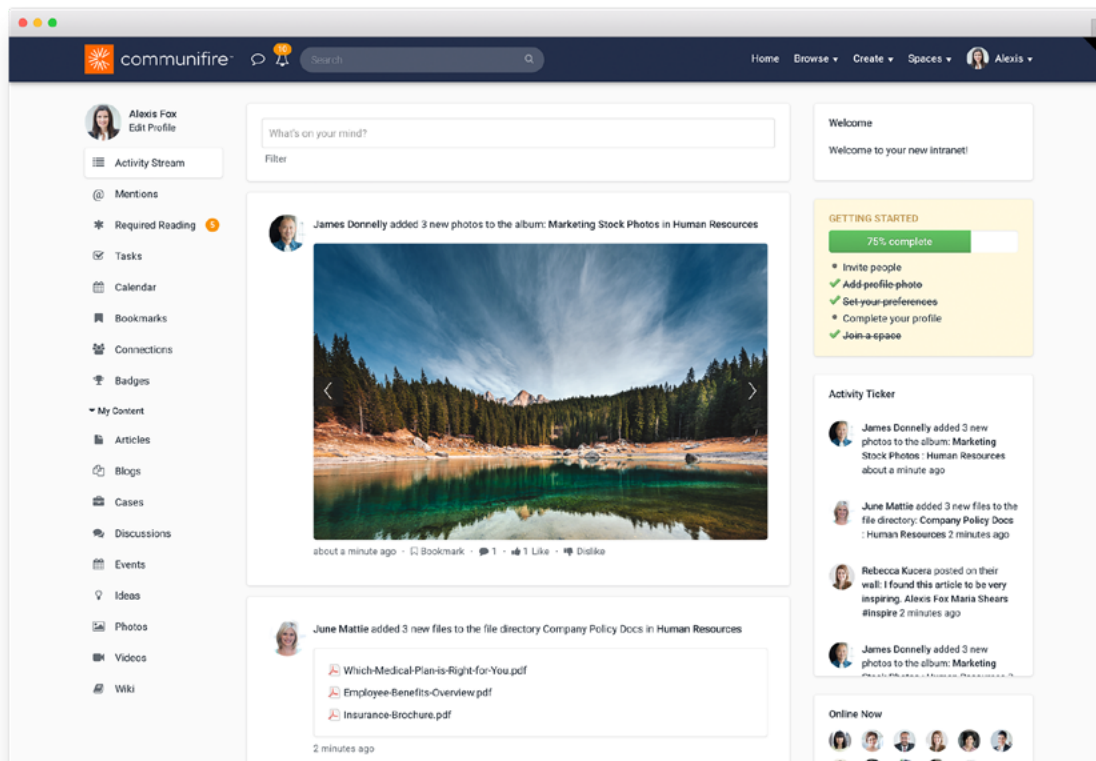 communifire
10
Search
Home
Browse
Create
Spaces
Alexis
Alexis Fox
Edit Profile
Activity Stream
@ Mentions
Required Reading 5
Tasks
Calendar
Bookmarks
Connections
Badges
My Content
Articles
Blogs
Cases
Discussions
Events
Ideas
Photos
Videos
Wiki
What's on your mind?
Filter
James Donnelly added 3 new photos to the album: Marketing Stock Photos in Human Resources
about a minute ago · Bookmark · 1 · 1 Like · Dislike
June Mattie added 3 new files to the file directory Company Policy Docs in Human Resources
Which-Medical-Plan-is-Right-for-You.pdf
Employee-Benefits-Overview.pdf
Insurance-Brochure.pdf
2 minutes ago
Welcome
Welcome to your new intranet!
GETTING STARTED
75% complete
Invite people
Add profile photo
Set your preferences
Complete your profile
Join a space
Activity Ticker
James Donnelly added 3 new
photos to the album: Marketing
Stock Photos : Human Resources
about a minute ago
June Mattie added 3 new files to the
file directory: Company Policy Docs
: Human Resources 2 minutes ago
Rebecca Kucera posted on their
wall: I found this article to be very
inspiring. Alexis Fox Maria Shears
#inspire 2 minutes ago
James Donnelly added 3 new
photos to the album: Marketing
Stock Photos : Human Resources 2
Online Now